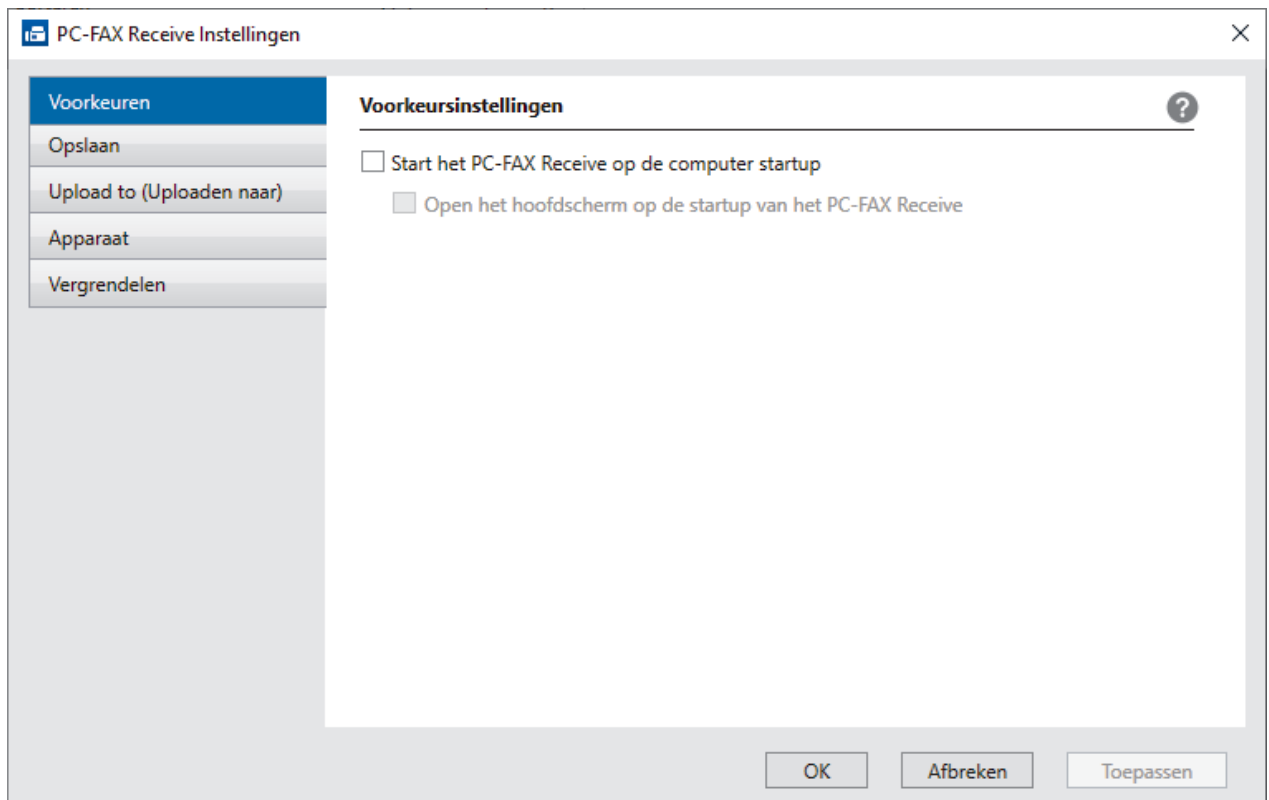 PC-FAX Receive Instellingen
Voorkeuren
Opslaan
Upload to (Uploaden naar)
Apparaat
Vergrendelen
Voorkeursinstellingen
?
Start het PC-FAX Receive op de computer startup
Open het hoofdscherm op de startup van het PC-FAX Receive
OK
Afbreken
Toepassen